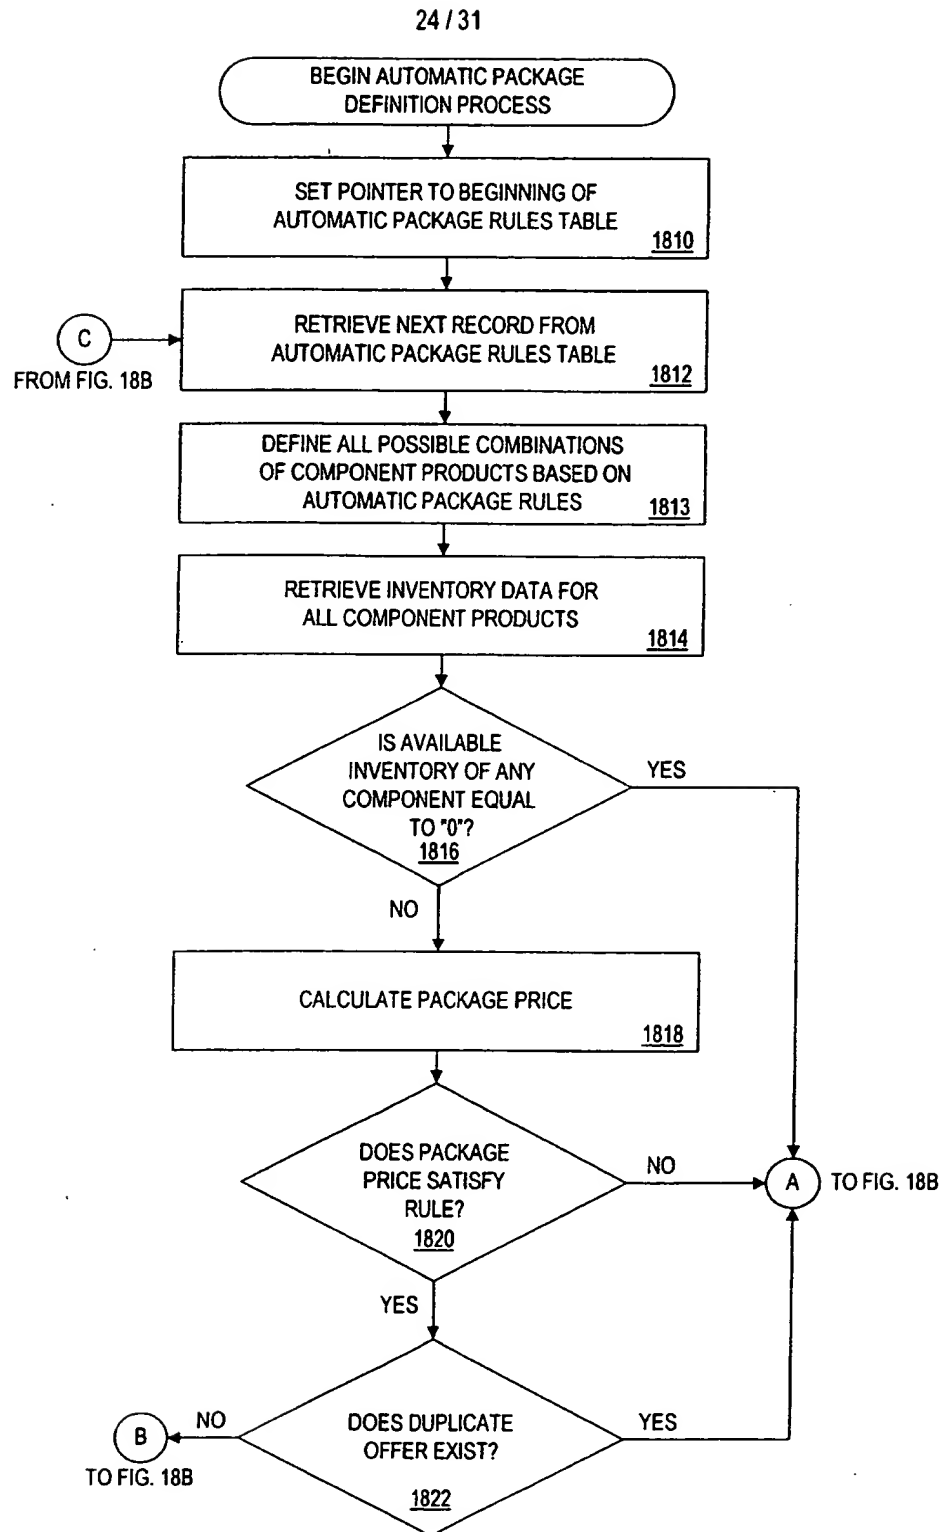 24 / 31
BEGIN AUTOMATIC PACKAGE
DEFINITION PROCESS
SET POINTER TO BEGINNING OF
AUTOMATIC PACKAGE RULES TABLE
1810
C
FROM FIG. 18B
RETRIEVE NEXT RECORD FROM
AUTOMATIC PACKAGE RULES TABLE
1812
DEFINE ALL POSSIBLE COMBINATIONS
OF COMPONENT PRODUCTS BASED ON
AUTOMATIC PACKAGE RULES
1813
RETRIEVE INVENTORY DATA FOR
ALL COMPONENT PRODUCTS
1814
IS AVAILABLE
INVENTORY OF ANY
COMPONENT EQUAL
TO "0"?
1816
YES
NO
CALCULATE PACKAGE PRICE
1818
DOES PACKAGE
PRICE SATISFY
RULE?
1820
NO
A
TO FIG. 18B
YES
DOES DUPLICATE
OFFER EXIST?
1822
YES
NO
B
TO FIG. 18B